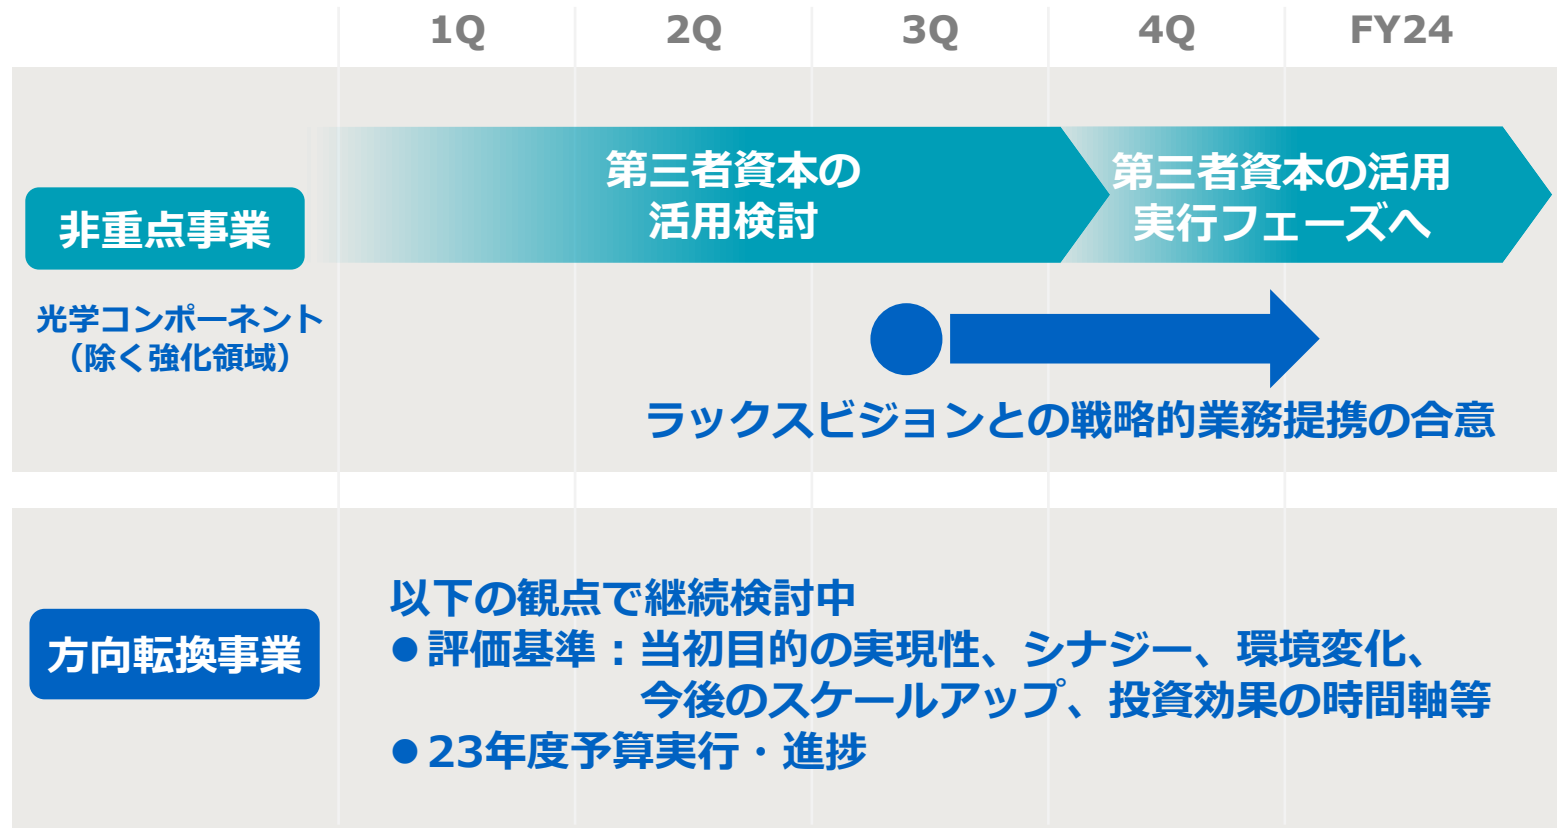 1Q 2Q 3Q 4Q FY24
第三者資本の
活用検討
第三者資本の活用
実行フェーズへ
非重点事業
光学コンポーネント
（除く強化領域）
ラックスビジョンとの戦略的業務提携の合意
方向転換事業
以下の観点で継続検討中
●評価基準：当初目的の実現性、シナジー、環境変化、
今後のスケールアップ、投資効果の時間軸等
●23年度予算実行・進捗